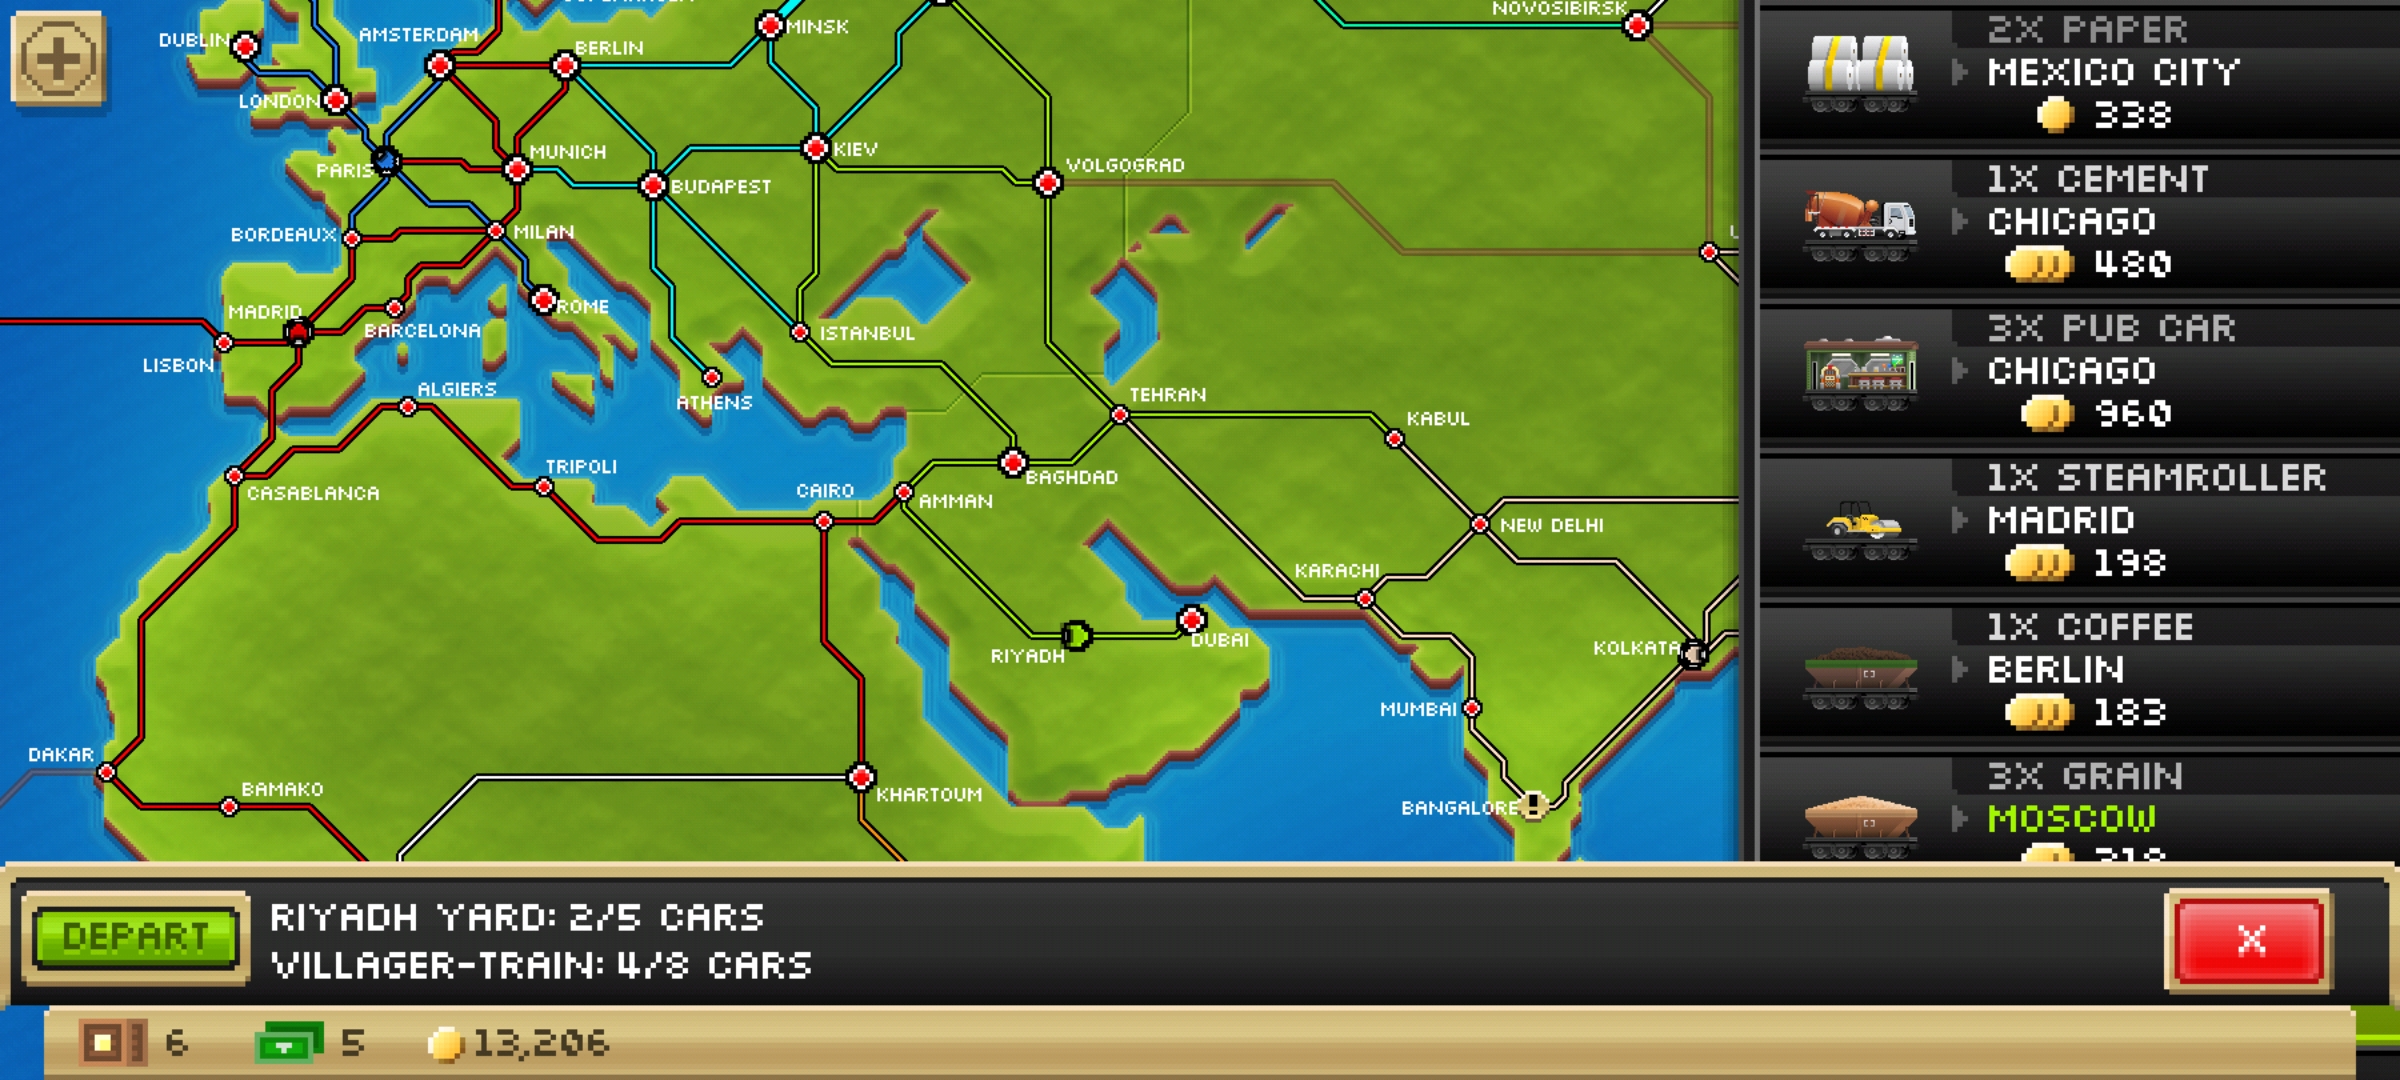 NOVOSIBIRSK
DUBLIN
AMSTERDAM
BERLIN
MINSK
LONDON
PARIS
MUNICH
BUDAPEST
KIEV
VOLGOGRAD
BORDEAUX
MILAN
MADRID
ROME
LISBON
BARCELONA
ISTANBUL
ATHENS
ALGIERS
TEHRAN
KABUL
CASABLANCA
TRIPOLI
CAIRO
AMMAN
BAGHDAD
NEW DELHI
KARACHI
RIYADH
DUBAI
KOLKATA
MUMBAI
DAKAR
BAMAKO
KHARTOUM
BANGALORE
2X PAPER
MEXICO CITY
338
1X CEMENT
CHICAGO
480
3X PUB CAR
CHICAGO
960
1X STEAMROLLER
MADRID
198
1X COFFEE
BERLIN
183
3X GRAIN
MOSCOW
DEPART
RIYADH YARD: 2/5 CARS
VILLAGER-TRAIN: 4/8 CARS
X
6
5
13,206